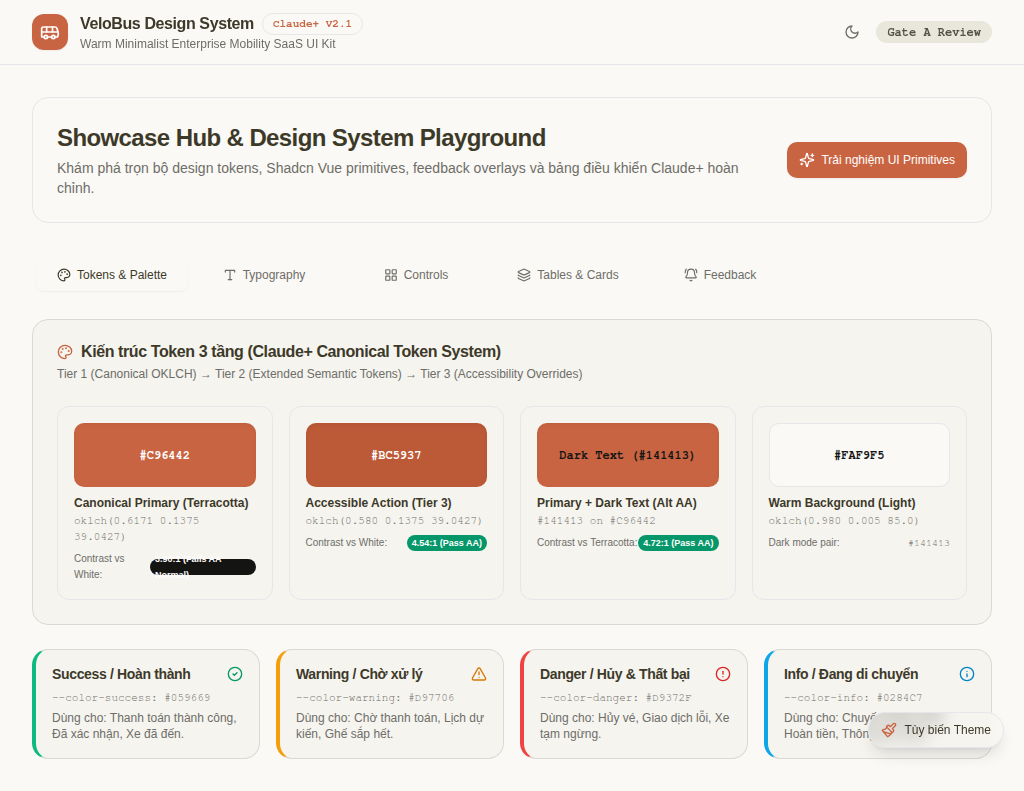 VeloBus Design System
Claude+ V2.1
Warm Minimalist Enterprise Mobility SaaS UI Kit
Gate A Review
Showcase Hub & Design System Playground
Khám phá trọn bộ design tokens, Shadcn Vue primitives, feedback overlays và bảng điều khiển Claude+ hoàn
chỉnh.
Trải nghiệm UI Primitives
Tokens & Palette
Typography
Controls
Tables & Cards
Feedback
Kiến trúc Token 3 tầng (Claude+ Canonical Token System)
Tier 1 (Canonical OKLCH) → Tier 2 (Extended Semantic Tokens) → Tier 3 (Accessibility Overrides)
#C96442
Canonical Primary (Terracotta)
oklch(0.6171 0.1375
39.0427)
Contrast vs
White:
#BC5937
Accessible Action (Tier 3)
oklch(0.580 0.1375 39.0427)
Contrast vs White:
4.54:1 (Pass AA)
Dark Text (#141413)
Primary + Dark Text (Alt AA)
#141413 on #C96442
Contrast vs Terracotta:
4.72:1 (Pass AA)
#FAF9F5
Warm Background (Light)
oklch(0.980 0.005 85.0)
Dark mode pair:
#141413
Success / Hoàn thành
--color-success: #059669
Dùng cho: Thanh toán thành công,
Đã xác nhận, Xe đã đến.
Warning / Chờ xử lý
--color-warning: #D97706
Dùng cho: Chờ thanh toán, Lịch dự
kiến, Ghế sắp hết.
Danger / Hủy & Thất bại
--color-danger: #D9372F
Dùng cho: Hủy vé, Giao dịch lỗi, Xe
tạm ngừng.
Info / Đang di chuyển
--color-info: #0284C7
Dùng cho:
Hoàn tiền,
Tùy biến Theme